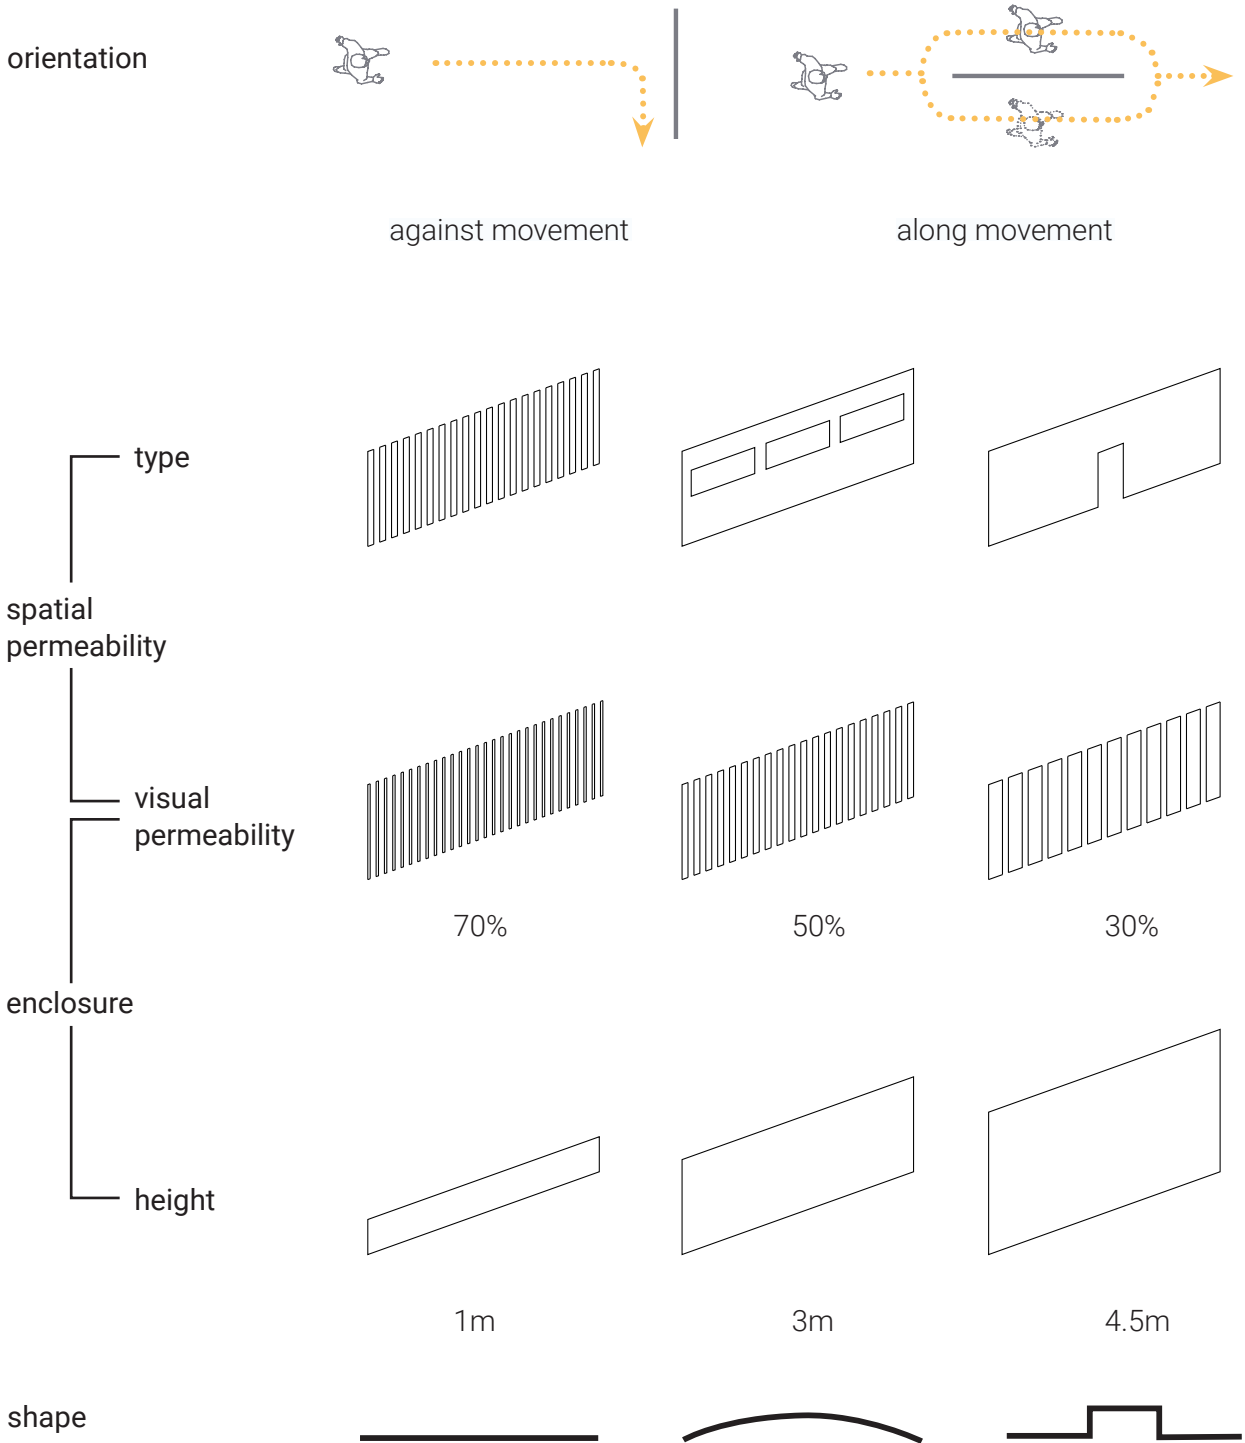 orientation
against movement
along movement
type
spatial
permeability
visual
permeability
70%
50%
30%
enclosure
height
1m
3m
4.5m
shape